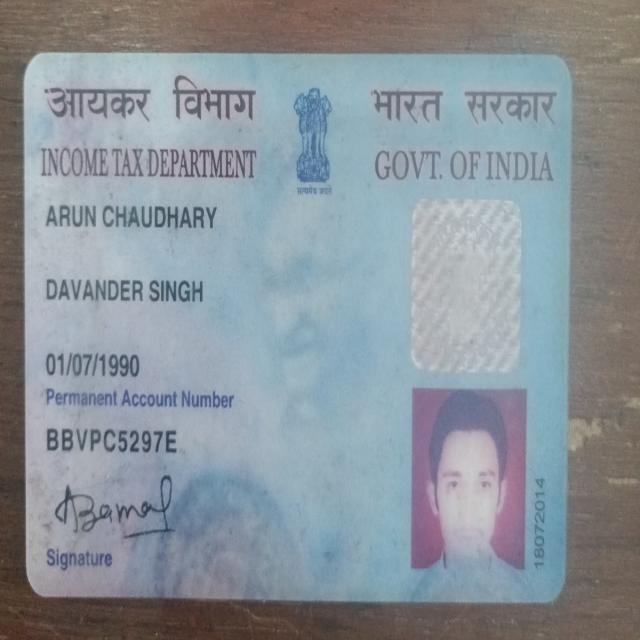 आयकर विभाग
INCOME TAX DEPARTMENT
भारत सरकार
GOVT. OF INDIA
सत्यमेव जयते
ARUN CHAUDHARY
DAVANDER SINGH
01/07/1990
Permanent Account Number
BBVPC5297E
Signature
18072014